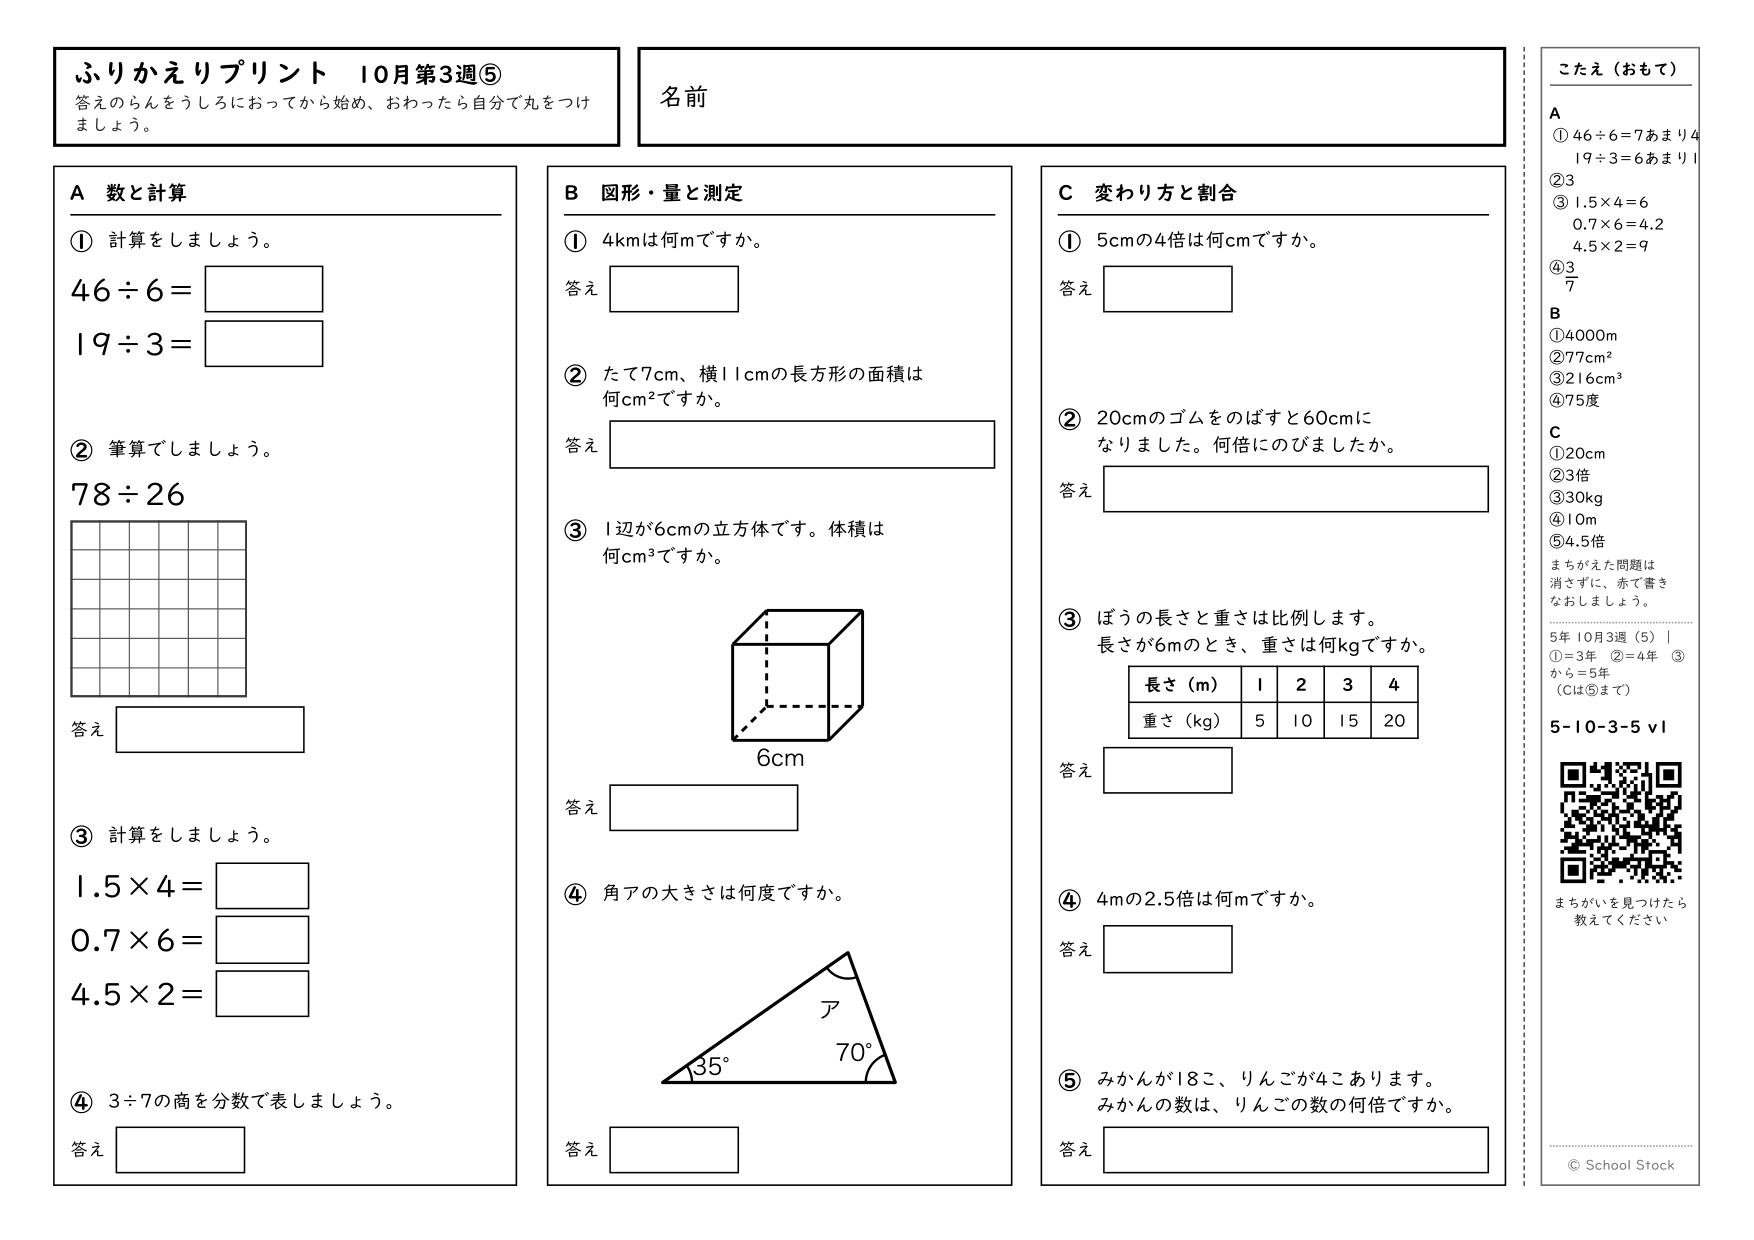 ふりかえりプリント　10月第3週⑤
答えのらんをうしろにおってから始め、おわったら自分で丸をつけ
ましょう。
名前
A　数と計算
① 計算をしましょう。
46÷6＝
19÷3＝
② 筆算でしましょう。
78÷26
答え
③ 計算をしましょう。
1.5×4＝
0.7×6＝
4.5×2＝
④ 3÷7の商を分数で表しましょう。
答え
B　図形・量と測定
① 4kmは何mですか。
答え
② たて7cm、横11cmの長方形の面積は
何cm²ですか。
答え
③ 1辺が6cmの立方体です。体積は
何cm³ですか。
6cm
答え
④ 角アの大きさは何度ですか。
ア
35° 70°
答え
C　変わり方と割合
① 5cmの4倍は何cmですか。
答え
② 20cmのゴムをのばすと60cmに
なりました。何倍にのびましたか。
答え
③ ぼうの長さと重さは比例します。
長さが6mのとき、重さは何kgですか。
長さ（m） 1 2 3 4
重さ（kg） 5 10 15 20
答え
④ 4mの2.5倍は何mですか。
答え
⑤ みかんが18こ、りんごが4こあります。
みかんの数は、りんごの数の何倍ですか。
答え
こたえ（おもて）
A
① 46÷6＝7あまり4
19÷3＝6あまり1
②3
③ 1.5×4＝6
0.7×6＝4.2
4.5×2＝9
④3
7
B
①4000m
②77cm²
③216cm³
④75度
C
①20cm
②3倍
③30kg
④10m
⑤4.5倍
まちがえた問題は
消さずに、赤で書き
なおしましょう。
5年 10月3週（5）｜
①＝3年　②＝4年　③
から＝5年
（Cは⑤まで）
5-10-3-5 v1
まちがいを見つけたら
教えてください
© School Stock